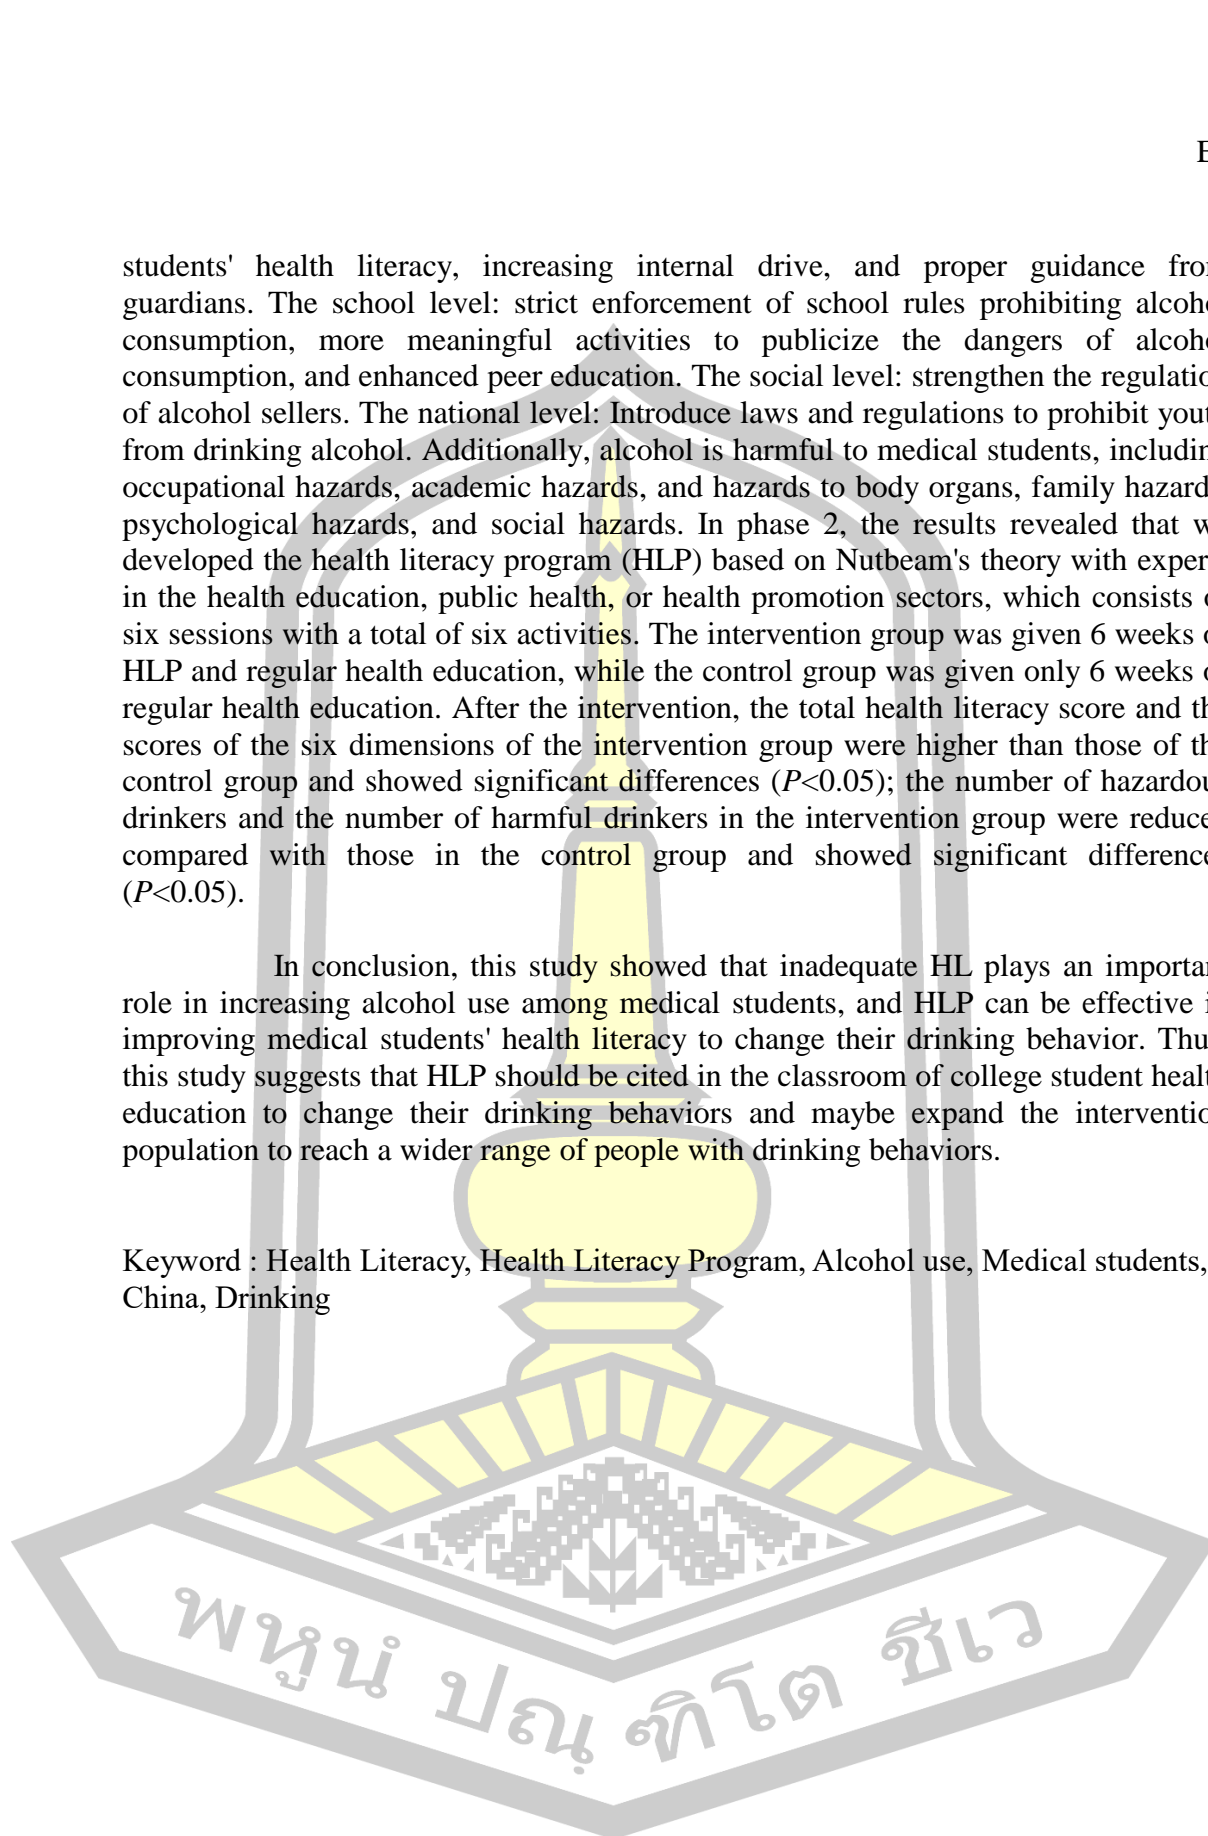 E
students' health literacy, increasing internal drive, and proper guidance from
guardians. The school level: strict enforcement of school rules prohibiting alcoho
consumption, more meaningful activities to publicize the dangers of alcoho
consumption, and enhanced peer education. The social level: strengthen the regulatio
of alcohol sellers. The national level: Introduce laws and regulations to prohibit yout
from drinking alcohol. Additionally, alcohol is harmful to medical students, includin
occupational hazards, academic hazards, and hazards to body organs, family hazard
psychological hazards, and social hazards. In phase 2, the results revealed that w
developed the health literacy program (HLP) based on Nutbeam's theory with exper
in the health education, public health, or health promotion sectors, which consists o
six sessions with a total of six activities. The intervention group was given 6 weeks o
HLP and regular health education, while the control group was given only 6 weeks o
regular health education. After the intervention, the total health literacy score and th
scores of the six dimensions of the intervention group were higher than those of th
control group and showed significant differences (P<0.05); the number of hazardou
drinkers and the number of harmful drinkers in the intervention group were reduce
compared with those in the control group and showed significant difference
(P<0.05).
In conclusion, this study showed that inadequate HL plays an importan
role in increasing alcohol use among medical students, and HLP can be effective i
improving medical students' health literacy to change their drinking behavior. Thu
this study suggests that HLP should be cited in the classroom of college student healt
education to change their drinking behaviors and maybe expand the interventio
population to reach a wider range of people with drinking behaviors.
Keyword : Health Literacy, Health Literacy Program, Alcohol use, Medical students,
China, Drinking
พหูนํ ปณฺฑิโต ชีเว